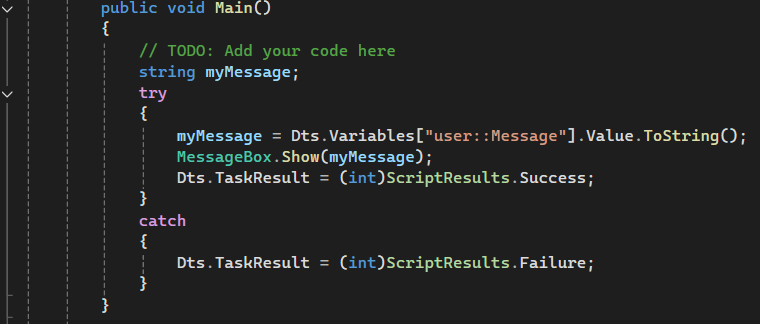 public void Main()
{
// TODO: Add your code here
string myMessage;
try
{
myMessage = Dts.Variables["user::Message"].Value.ToString();
MessageBox.Show(myMessage);
Dts.TaskResult = (int)ScriptResults.Success;
}
catch
{
Dts.TaskResult = (int)ScriptResults.Failure;
}
}